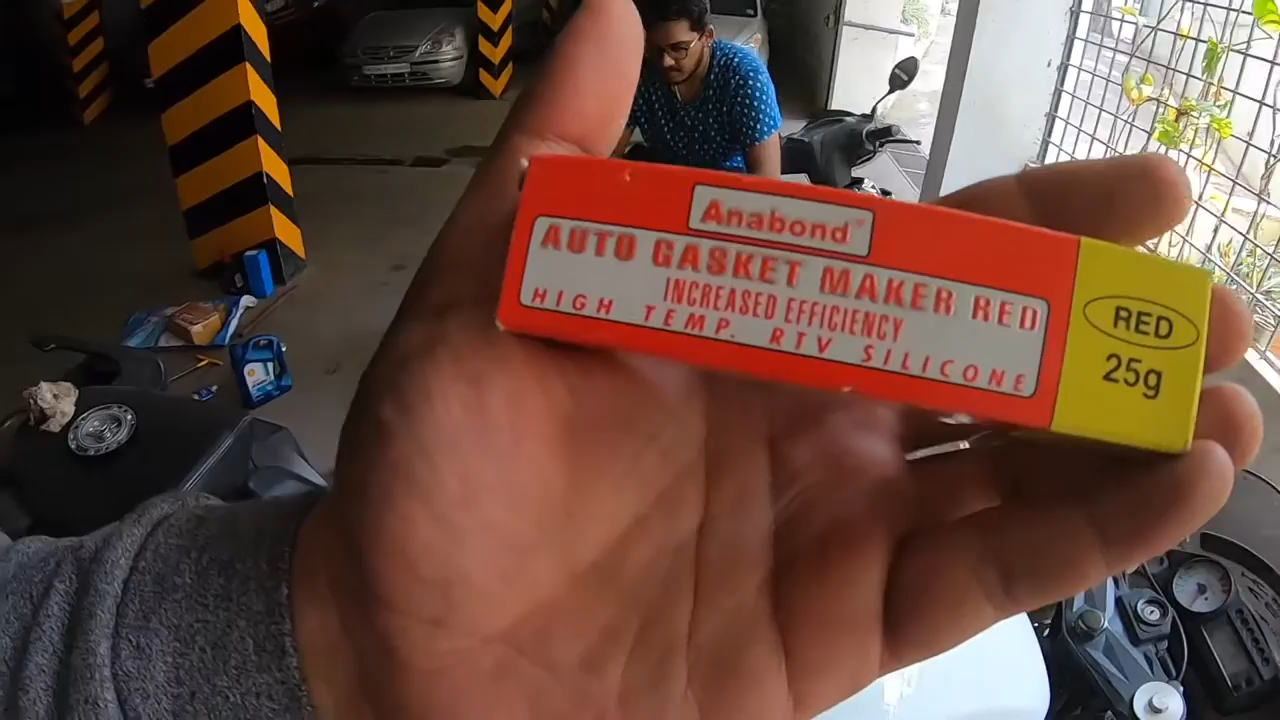 Anabond
AUTO GASKET MAKER RED
INCREASED EFFICIENCY
HIGH TEMP. RTV SILICONE
RED
25g